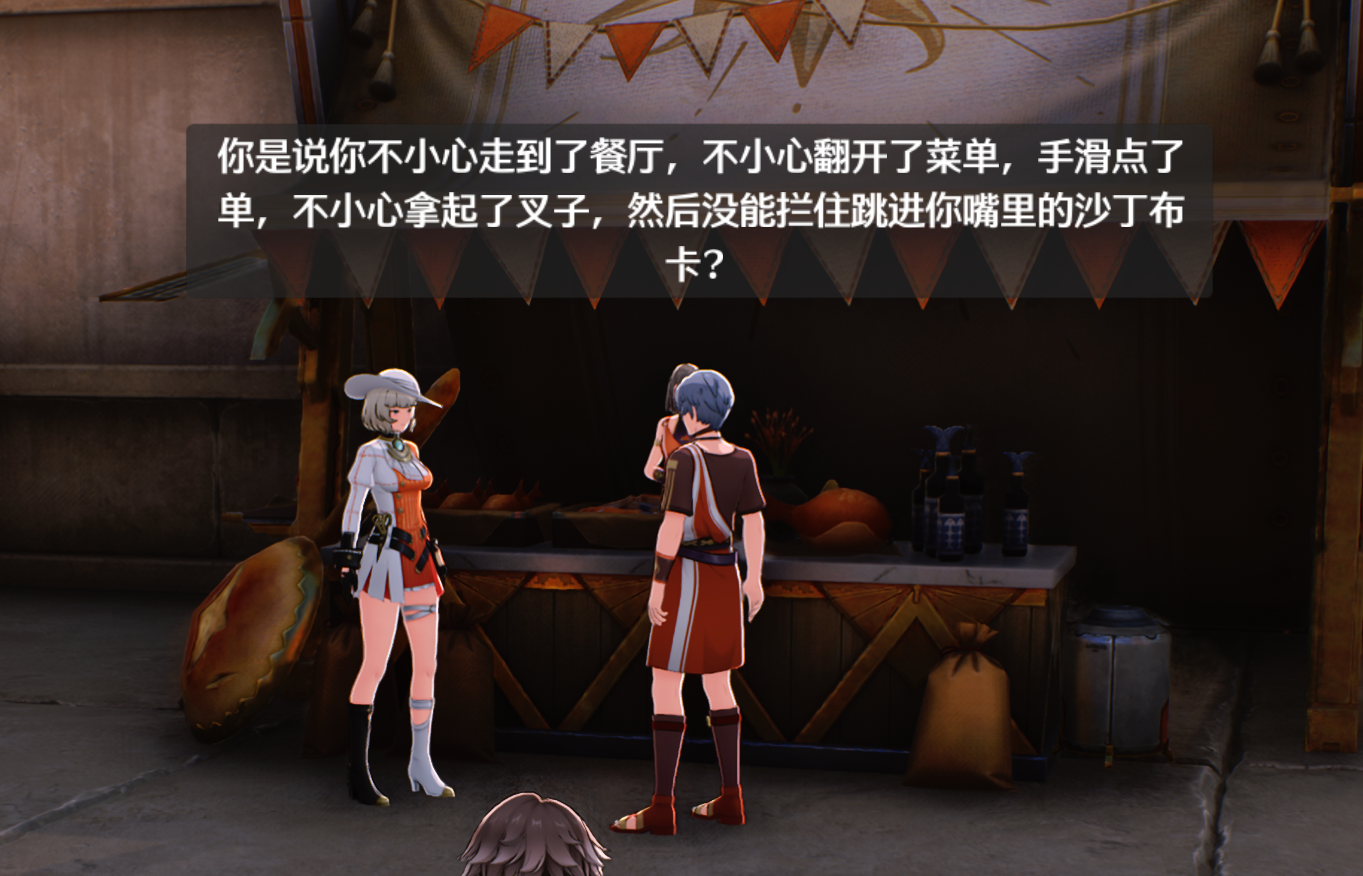 你是说你不小心走到了餐厅，不小心翻开了菜单，手滑点了
单，不小心拿起了叉子，然后没能拦住跳进你嘴里的沙丁布
卡？